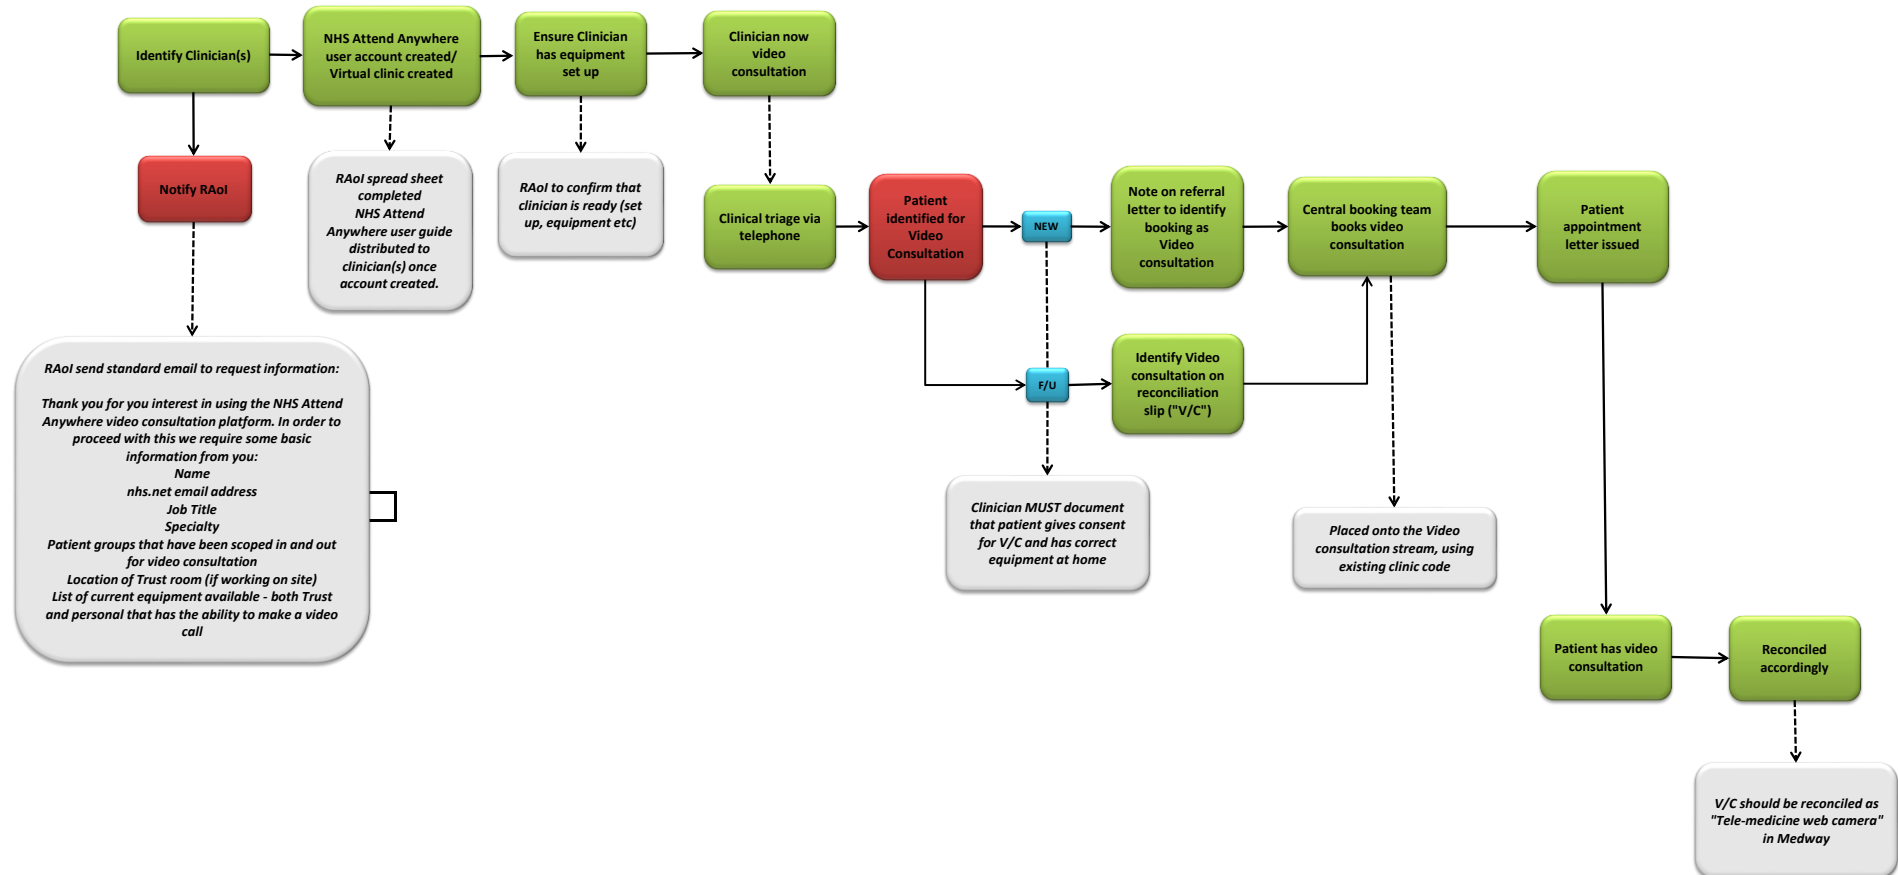 Identify Clinician(s)
NHS Attend Anywhere
user account created/
Virtual clinic created
Ensure Clinician
has equipment
set up
Clinician now
video
consultation
Notify RAoI
RAoI spread sheet
completed
NHS Attend
Anywhere user guide
distributed to
clinician(s) once
account created.
RAoI to confirm that
clinician is ready (set
up, equipment etc)
Clinical triage via
telephone
Patient
identified for
Video
Consultation
NEW
Note on referral
letter to identify
booking as
Video
consultation
Central booking team
books video
consultation
Patient
appointment
letter issued
RAoI send standard email to request information:
Thank you for you interest in using the NHS Attend
Anywhere video consultation platform. In order to
proceed with this we require some basic
information from you:
Name
nhs.net email address
Job Title
Specialty
Patient groups that have been scoped in and out
for video consultation
Location of Trust room (if working on site)
List of current equipment available - both Trust
and personal that has the ability to make a video
call
F/U
Identify Video
consultation on
reconciliation
slip ("V/C")
Clinician MUST document
that patient gives consent
for V/C and has correct
equipment at home
Placed onto the Video
consultation stream, using
existing clinic code
Patient has video
consultation
Reconciled
accordingly
V/C should be reconciled as
"Tele-medicine web camera"
in Medway